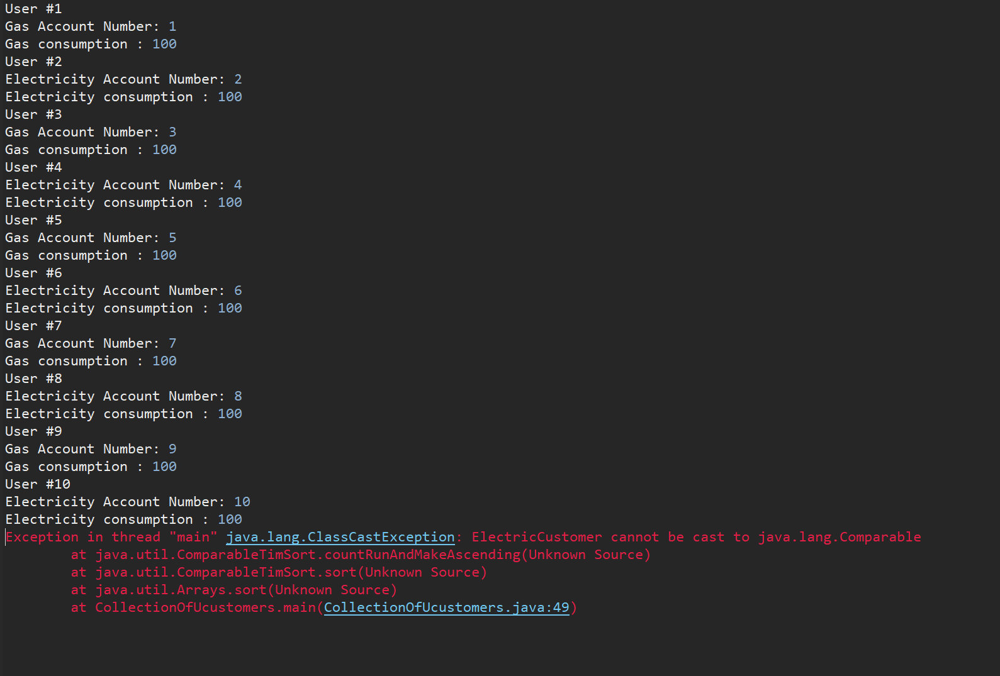 User #1
Gas Account Number: 1
Gas consumption : 100
User #2
Electricity Account Number: 2
Electricity consumption : 100
User #3
Gas Account Number: 3
Gas consumption : 100
User #4
Electricity Account Number: 4
Electricity consumption : 100
User #5
Gas Account Number: 5
Gas consumption : 100
User #6
Electricity Account Number: 6
Electricity consumption : 100
User #7
Gas Account Number: 7
Gas consumption : 100
User #8
Electricity Account Number: 8
Electricity consumption : 100
User #9
Gas Account Number: 9
Gas consumption : 100
User #10
Electricity Account Number: 10
Electricity consumption : 100
Exception in thread "main" java.lang.ClassCastException: ElectricCustomer cannot be cast to java.lang.Comparable
	at java.util.ComparableTimSort.countRunAndMakeAscending(Unknown Source)
	at java.util.ComparableTimSort.sort(Unknown Source)
	at java.util.Arrays.sort(Unknown Source)
	at CollectionOfUcustomers.main(CollectionOfUcustomers.java:49)